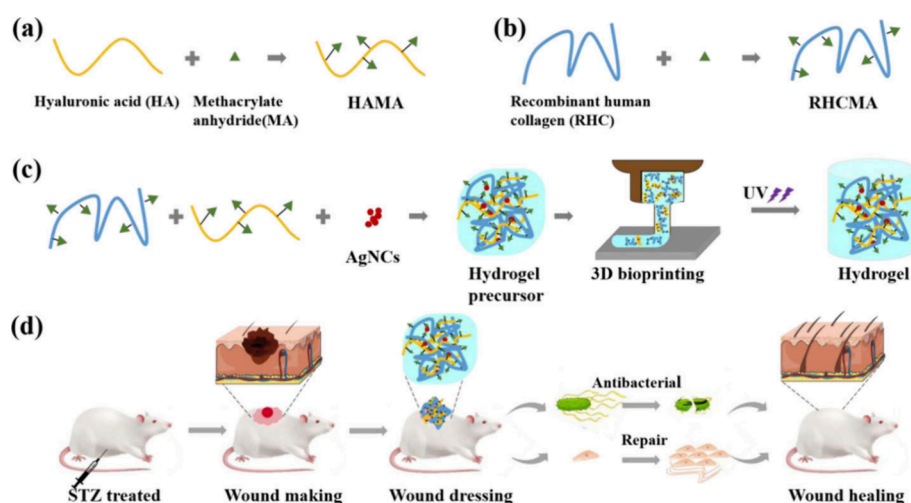 (a)
Hyaluronic acid (HA)
Methacrylate
anhydride(MA)
HAMA
(b)
Recombinant human
collagen (RHC)
RHCMA
(c)
AgNCs
Hydrogel
precursor
3D bioprinting
UV
Hydrogel
(d)
STZ treated
Wound making
Wound dressing
Antibacterial
Repair
Wound healing